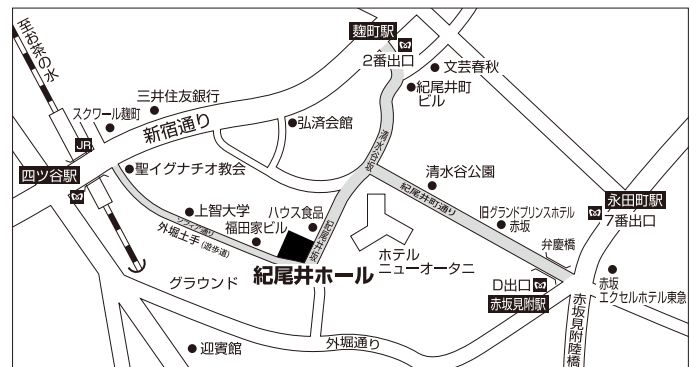 至お茶の水
麹町駅
2番出口
文芸春秋
紀尾井町
ビル
三井住友銀行
スクワール麹町
新宿通り
弘済会館
JR
四ツ谷駅
聖イグナチオ教会
清水谷坂
清水谷公園
紀尾井町通り
永田町駅
7番出口
上智大学
ハウス食品
福田家ビル
ソフィア通り
外堀土手(遊歩道)
紀尾井坂
旧グランドプリンスホテル
赤坂
弁慶橋
ホテル
ニューオータニ
グラウンド
紀尾井ホール
D出口
赤坂見附駅
赤坂
エクセルホテル東急
赤坂見附陸橋
外堀通り
迎賓館